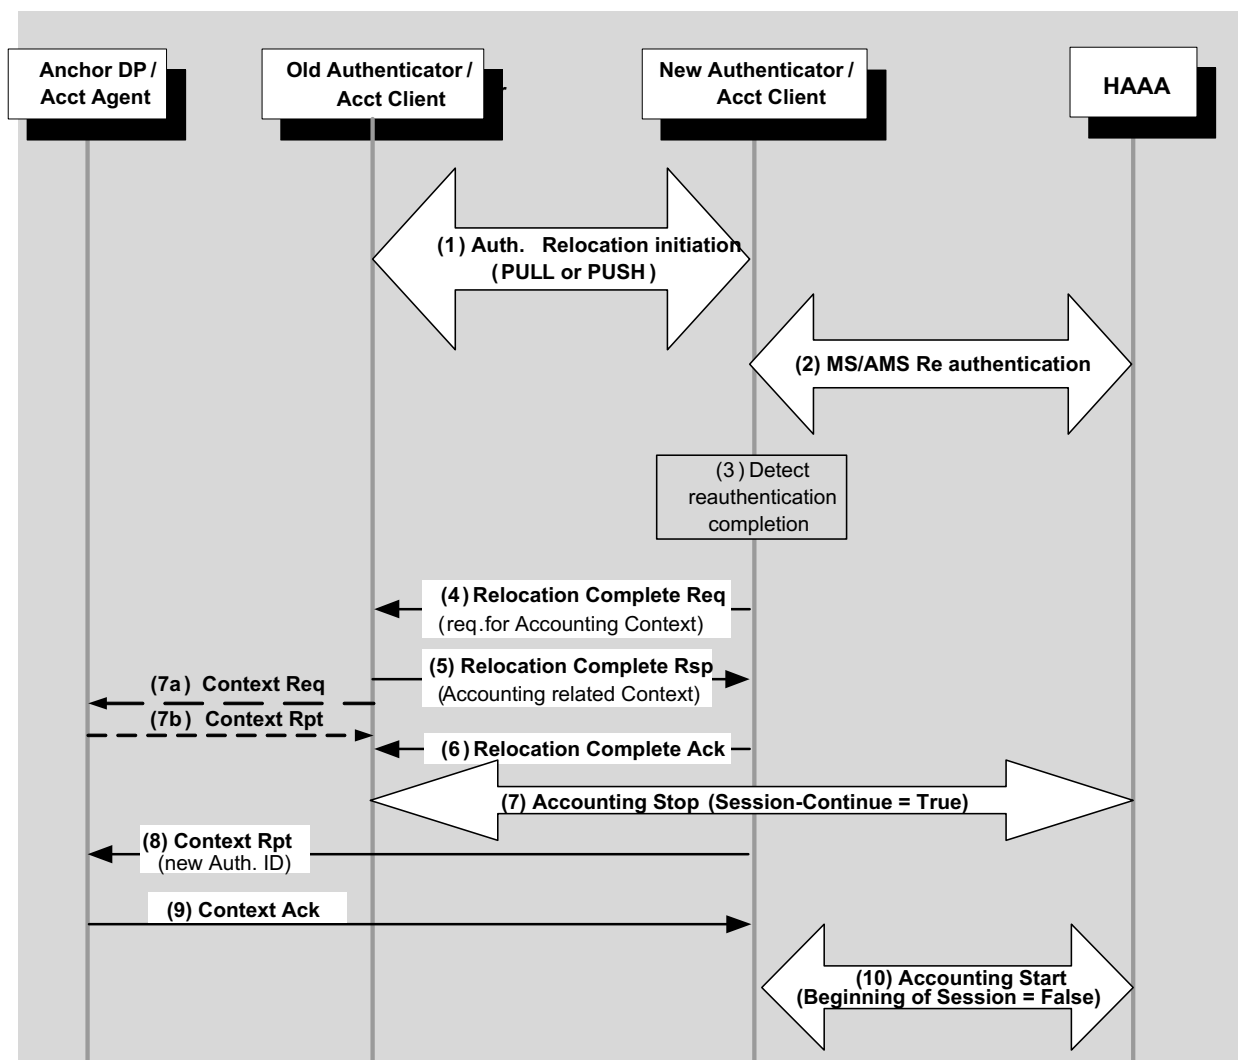 Anchor DP /
Acct Agent
Old Authenticator /
Acct Client
New Authenticator /
Acct Client
HAAA
(1) Auth. Relocation initiation
(PULL or PUSH)
(2) MS/AMS Re authentication
(3) Detect
reauthentication
completion
(4) Relocation Complete Req
(req.for Accounting Context)
(5) Relocation Complete Rsp
(Accounting related Context)
(7a) Context Req
(7b) Context Rpt
(6) Relocation Complete Ack
(7) Accounting Stop (Session-Continue = True)
(8) Context Rpt
(new Auth. ID)
(9) Context Ack
(10) Accounting Start
(Beginning of Session = False)